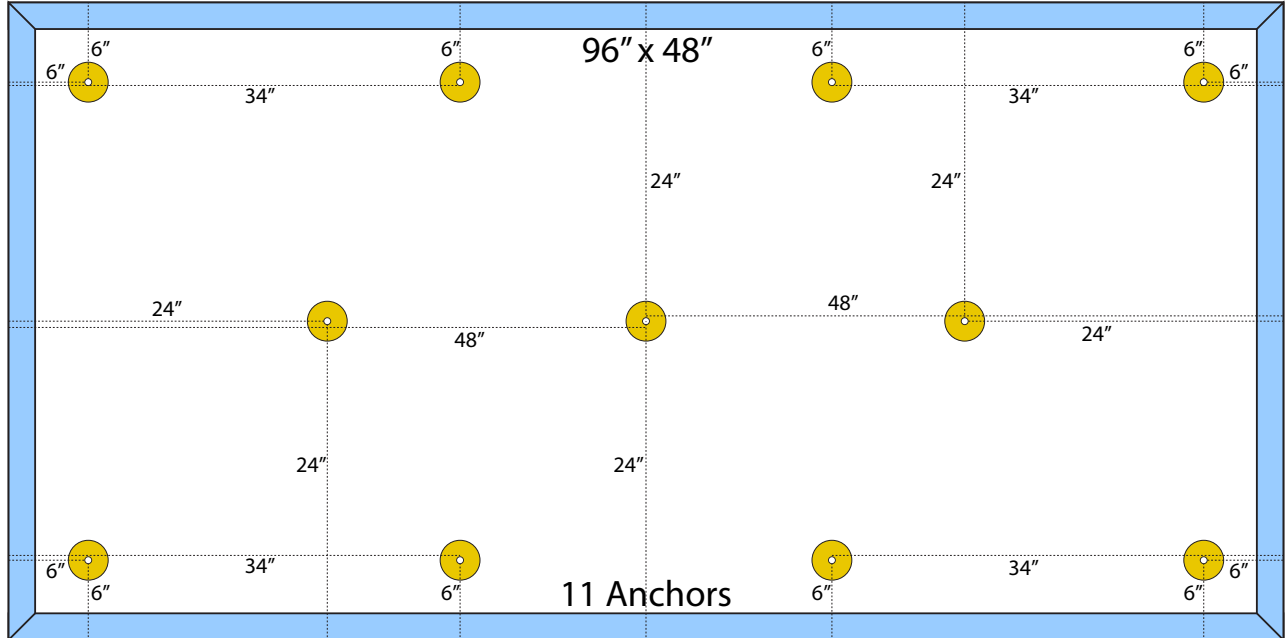 6” 6” 96” x 48” 6” 6”
6” 6”
34” 34”
24” 24”
24” 48” 48” 24”
24” 24”
6” 34” 34” 6”
6” 6” 11 Anchors 6” 6”